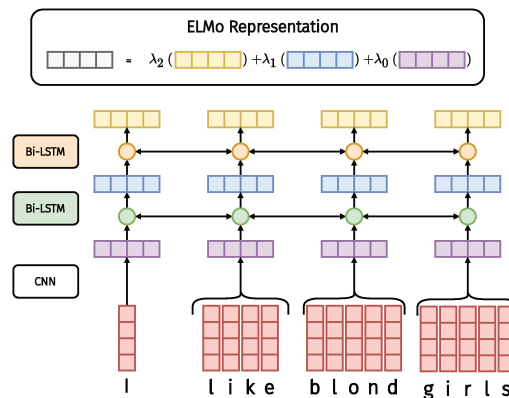 ELMo Representation
= λ2( ) +λ1( ) +λ0( )
Bi-LSTM
Bi-LSTM
CNN
I like blond girls